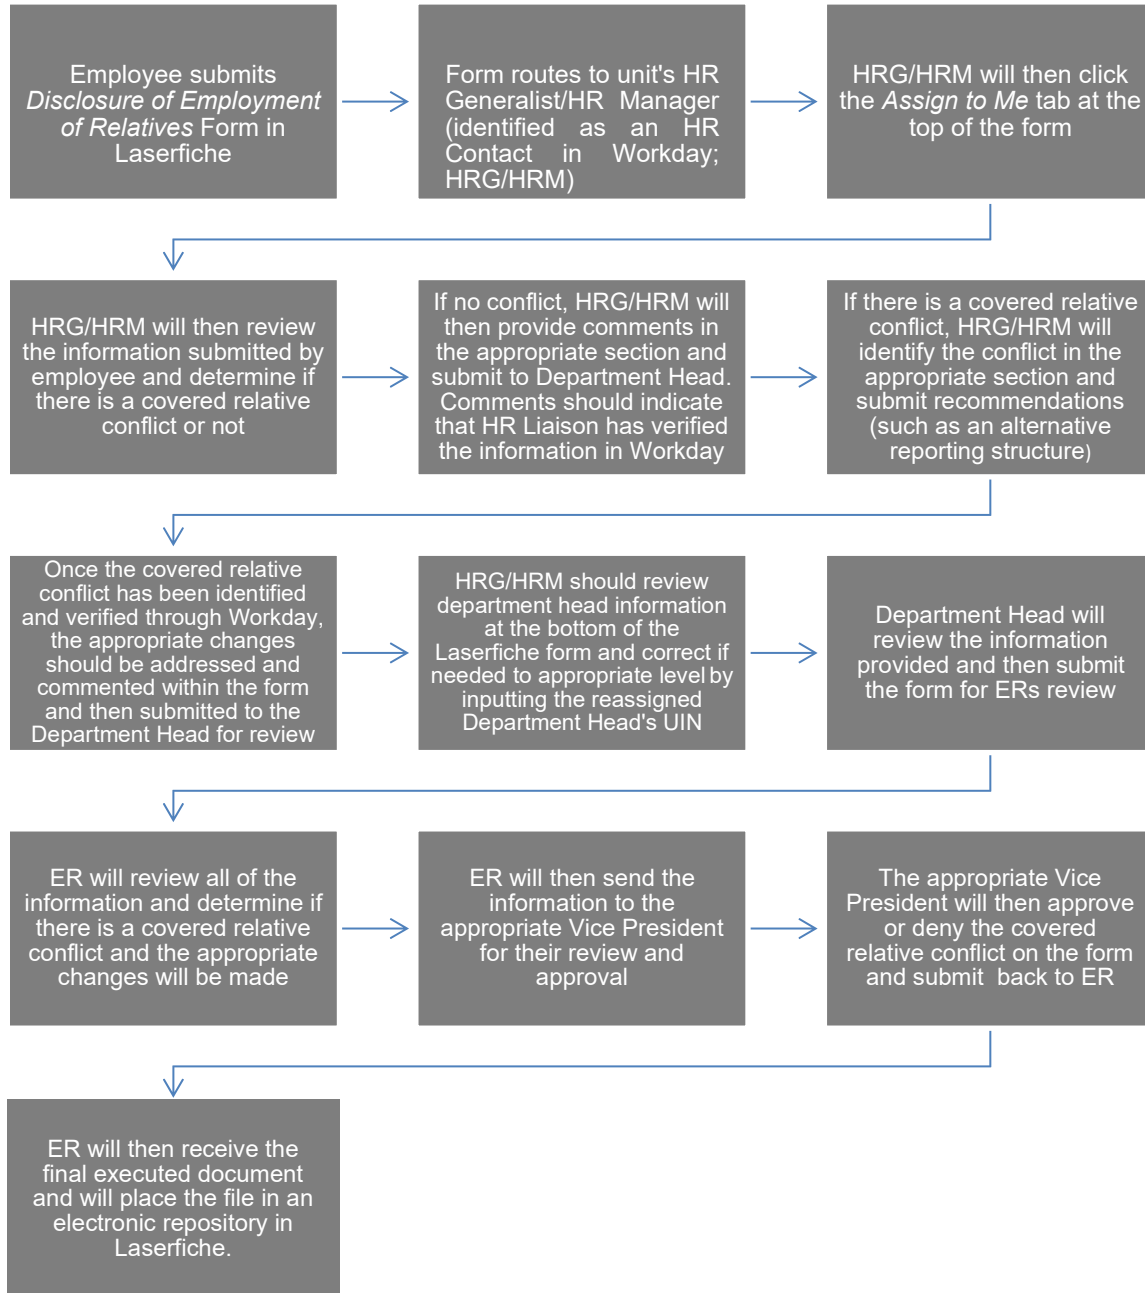 Employee submits
Disclosure of Employment
of Relatives Form in
Laserfiche
Form routes to unit's HR
Generalist/HR Manager
(identified as an HR
Contact in Workday;
HRG/HRM)
HRG/HRM will then click
the Assign to Me tab at the
top of the form
HRG/HRM will then review
the information submitted by
employee and determine if
there is a covered relative
conflict or not
If no conflict, HRG/HRM will
then provide comments in
the appropriate section and
submit to Department Head.
Comments should indicate
that HR Liaison has verified
the information in Workday
If there is a covered relative
conflict, HRG/HRM will
identify the conflict in the
appropriate section and
submit recommendations
(such as an alternative
reporting structure)
Once the covered relative
conflict has been identified
and verified through Workday,
the appropriate changes
should be addressed and
commented within the form
and then submitted to the
Department Head for review
HRG/HRM should review
department head information
at the bottom of the
Laserfiche form and correct if
needed to appropriate level by
inputting the reassigned
Department Head's UIN
Department Head will
review the information
provided and then submit
the form for ERs review
ER will review all of the
information and determine if
there is a covered relative
conflict and the appropriate
changes will be made
ER will then send the
information to the
appropriate Vice President
for their review and
approval
The appropriate Vice
President will then approve
or deny the covered
relative conflict on the form
and submit back to ER
ER will then receive the
final executed document
and will place the file in an
electronic repository in
Laserfiche.